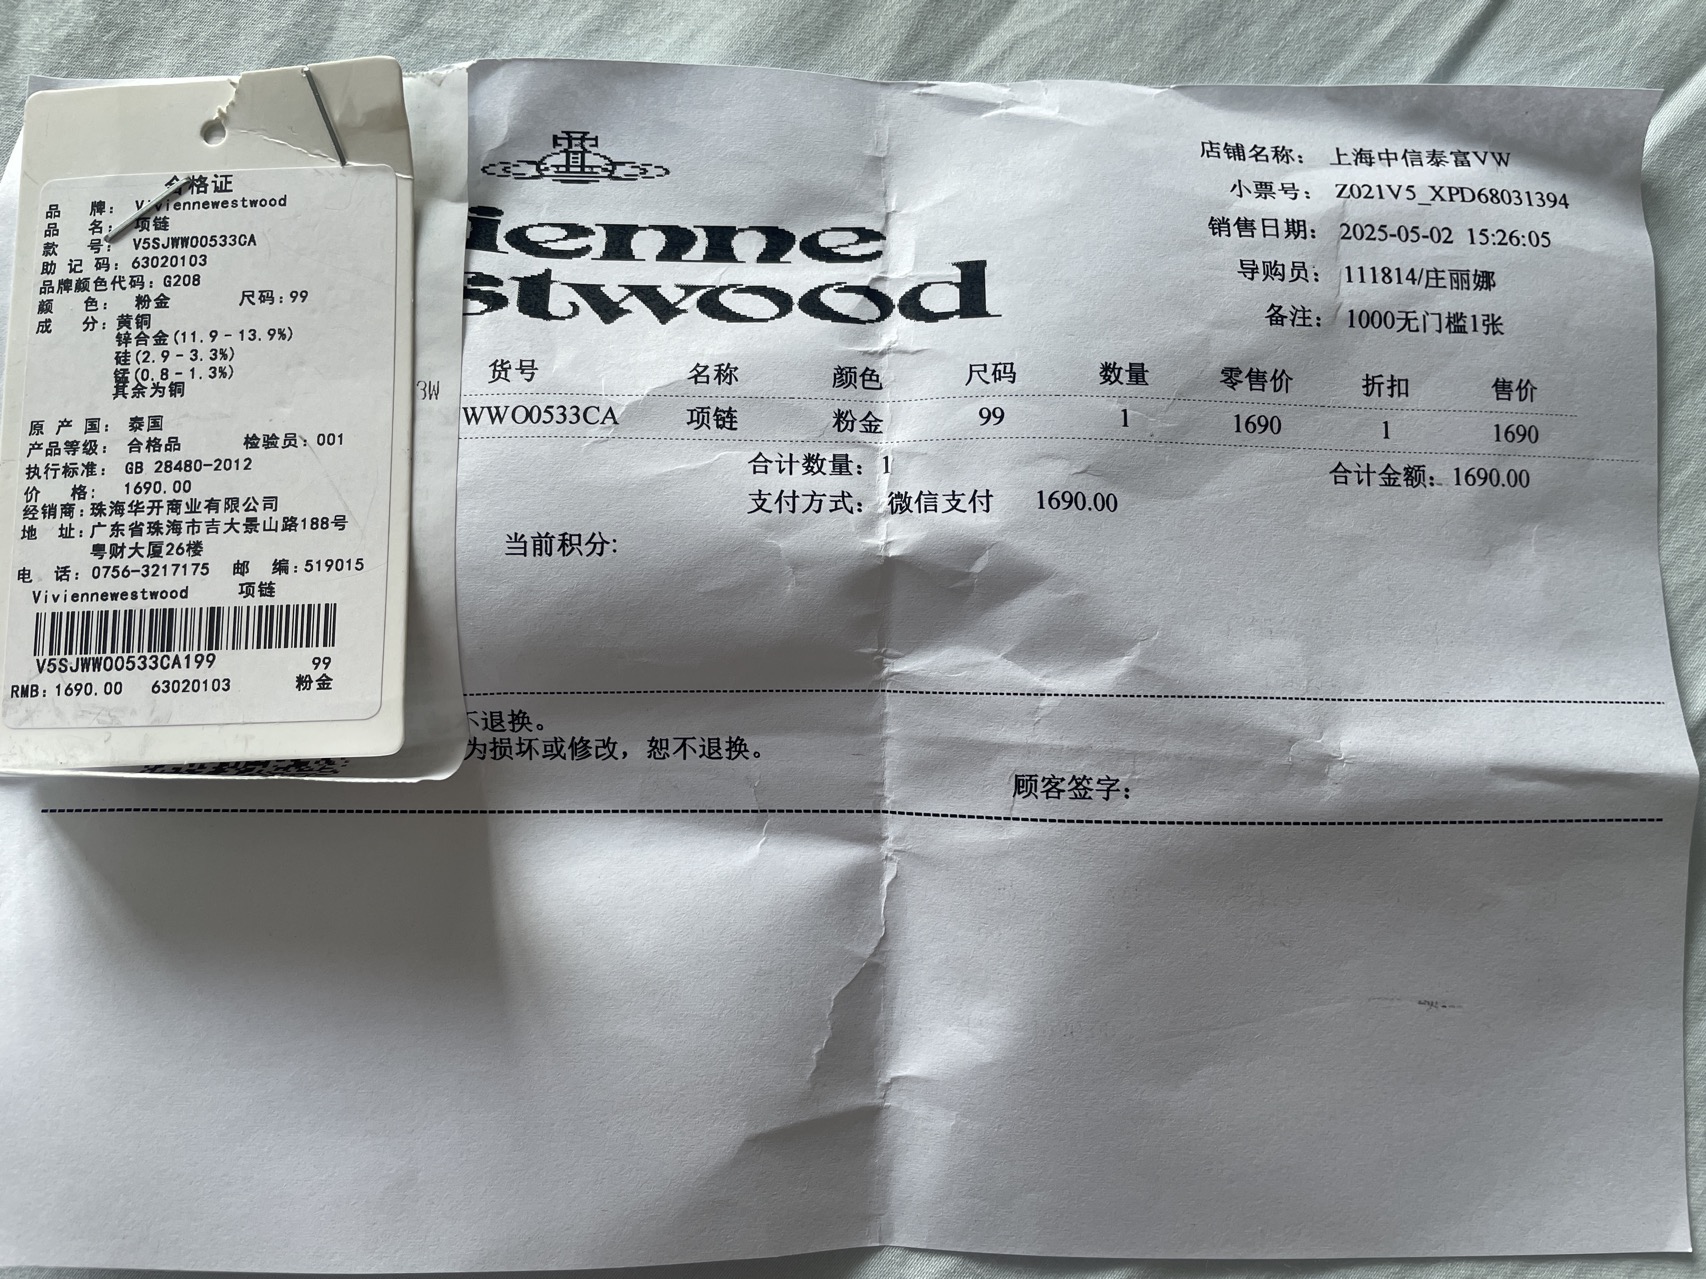 合格证
品 牌: Viviennewestwood
品 名: 项链
款 号: V5SJWWO0533CA
助 记 码: 63020103
品牌颜色代码: G208
颜 色: 粉金 尺码: 99
成 分: 黄铜
锌合金(11.9-13.9%)
硅(2.9-3.3%)
锰(0.8-1.3%)
其余为铜
原 产 国: 泰国
产品等级: 合格品 检验员: 001
执行标准: GB 28480-2012
价 格: 1690.00
经销商: 珠海华开商业有限公司
地 址: 广东省珠海市吉大景山路188号
粤财大厦26楼
电 话: 0756-3217175 邮 编: 519015
Viviennewestwood 项链
V5SJWWO0533CA199 99
RMB: 1690.00 63020103 粉金
3W
ienne
stwood
店铺名称: 上海中信泰富VW
小票号: Z021V5_XPD68031394
销售日期: 2025-05-02 15:26:05
导购员: 111814/庄丽娜
备注: 1000无门槛1张
货号 名称 颜色 尺码 数量 零售价 折扣 售价
WWO0533CA 项链 粉金 99 1 1690 1 1690
合计数量: 1 合计金额: 1690.00
支付方式: 微信支付 1690.00
当前积分:
不退换。
为损坏或修改，恕不退换。
顾客签字: